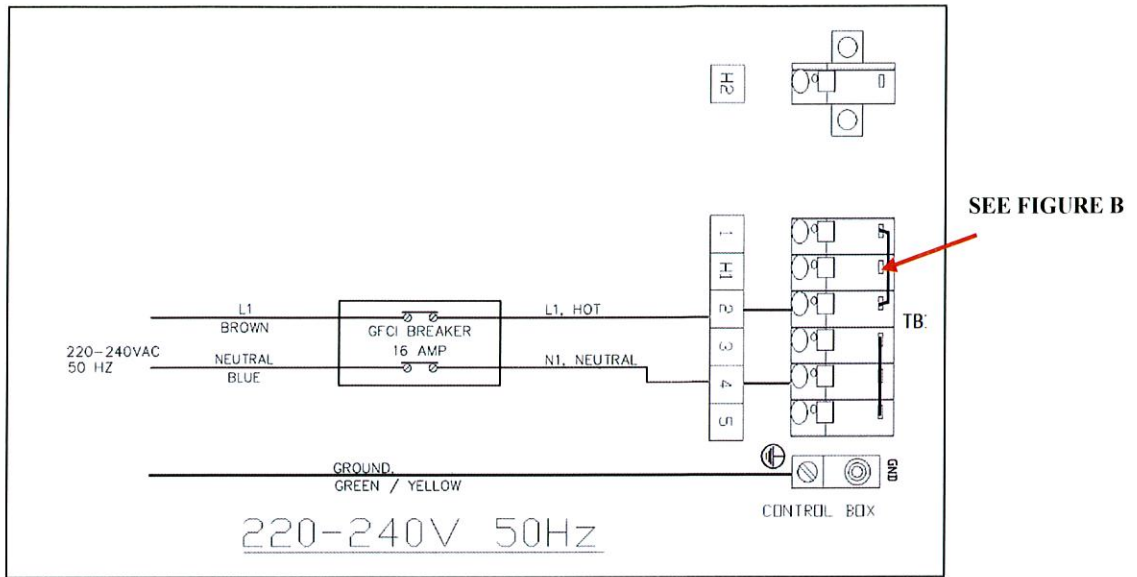 H2
SEE FIGURE B
1
H1
2
3
4
5
TB:
L1
BROWN
GFCI BREAKER
16 AMP
L1, HOT
220-240VAC
50 HZ
NEUTRAL
BLUE
N1, NEUTRAL
GROUND,
GREEN / YELLOW
GND
CONTROL BOX
220-240V 50Hz